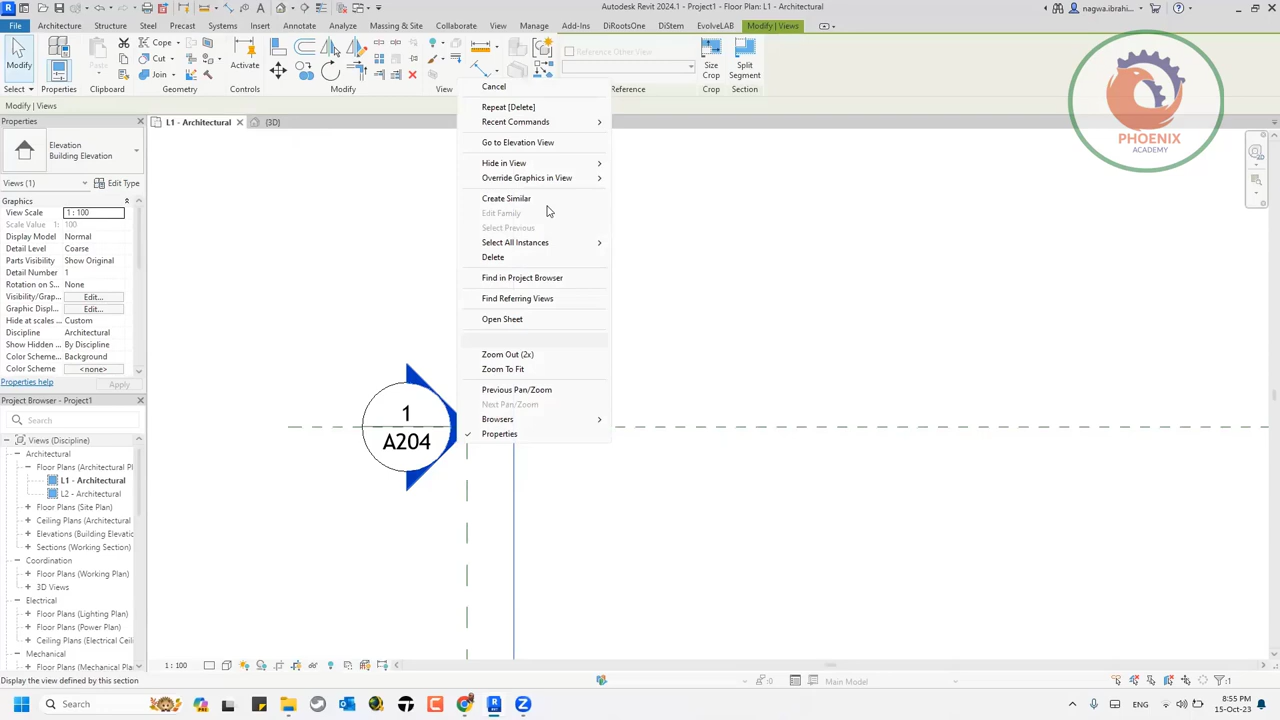 Autodesk Revit 2024.1 - Project1 - Floor Plan: L1 - Architectural
nagwa.ibrahi...
File
Architecture
Structure
Steel
Precast
Systems
Insert
Annotate
Analyze
Massing & Site
Collaborate
View
Manage
Add-Ins
DiRootsOne
DiStem
EvolveLAB
Modify | Views
Modify
Paste
Cope
Cut
Join
Activate
Reference Other View
Size Crop
Split Segment
Select
Properties
Clipboard
Geometry
Controls
Modify
View
Reference
Crop
Section
Modify | Views
Properties
L1 - Architectural
{3D}
Elevation
Building Elevation
Views (1)
Edit Type
Graphics
View Scale 1 : 100
Scale Value 1: 100
Display Model Normal
Detail Level Coarse
Parts Visibility Show Original
Detail Number 1
Rotation on S... None
Visibility/Grap... Edit...
Graphic Displ... Edit...
Hide at scales ... Custom
Discipline Architectural
Show Hidden ... By Discipline
Color Scheme... Background
Color Scheme... <none>
Properties help
Apply
Project Browser - Project1
Search
Views (Discipline)
Architectural
Floor Plans (Architectural Pl
L1 - Architectural
L2 - Architectural
Floor Plans (Site Plan)
Ceiling Plans (Architectural
Elevations (Building Elevatio
Sections (Working Section)
Coordination
Floor Plans (Working Plan)
3D Views
Electrical
Floor Plans (Lighting Plan)
Floor Plans (Power Plan)
Ceiling Plans (Electrical Ceil
Mechanical
Floor Plans (Mechanical Plan
Cancel
Repeat [Delete]
Recent Commands
Go to Elevation View
Hide in View
Override Graphics in View
Create Similar
Edit Family
Select Previous
Select All Instances
Delete
Find in Project Browser
Find Referring Views
Open Sheet
Zoom Out (2x)
Zoom To Fit
Previous Pan/Zoom
Next Pan/Zoom
Browsers
Properties
1
A204
PHOENIX
ACADEMY
1 : 100
Display the view defined by this section
:0
Main Model
:1
Search
ENG
8:55 PM
15-Oct-23